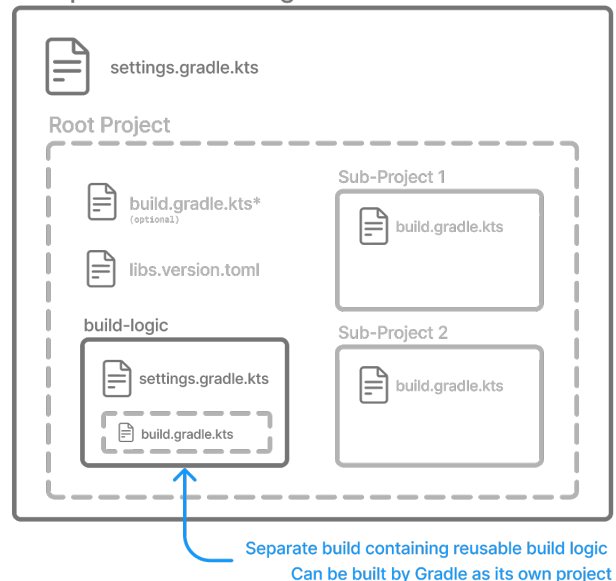 settings.gradle.kts
Root Project
build.gradle.kts*
(optional)
libs.version.toml
build-logic
settings.gradle.kts
build.gradle.kts
Sub-Project 1
build.gradle.kts
Sub-Project 2
build.gradle.kts
Separate build containing reusable build logic
Can be built by Gradle as its own project